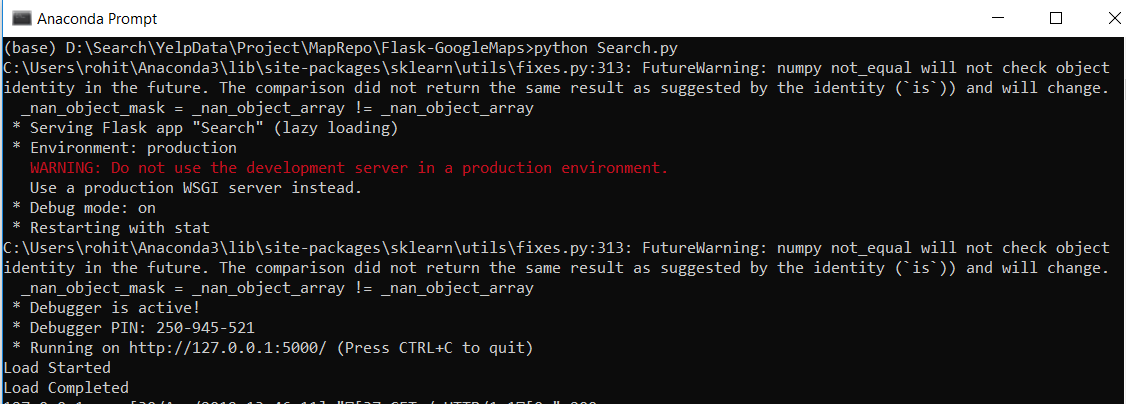 Anaconda Prompt
(base) D:\Search\YelpData\Project\MapRepo\Flask-GoogleMaps>python Search.py
C:\Users\rohit\Anaconda3\lib\site-packages\sklearn\utils\fixes.py:313: FutureWarning: numpy not_equal will not check object
identity in the future. The comparison did not return the same result as suggested by the identity (`is`)) and will change.
  _nan_object_mask = _nan_object_array != _nan_object_array
 * Serving Flask app "Search" (lazy loading)
 * Environment: production
   WARNING: Do not use the development server in a production environment.
   Use a production WSGI server instead.
 * Debug mode: on
 * Restarting with stat
C:\Users\rohit\Anaconda3\lib\site-packages\sklearn\utils\fixes.py:313: FutureWarning: numpy not_equal will not check object
identity in the future. The comparison did not return the same result as suggested by the identity (`is`)) and will change.
  _nan_object_mask = _nan_object_array != _nan_object_array
 * Debugger is active!
 * Debugger PIN: 250-945-521
 * Running on http://127.0.0.1:5000/ (Press CTRL+C to quit)
Load Started
Load Completed